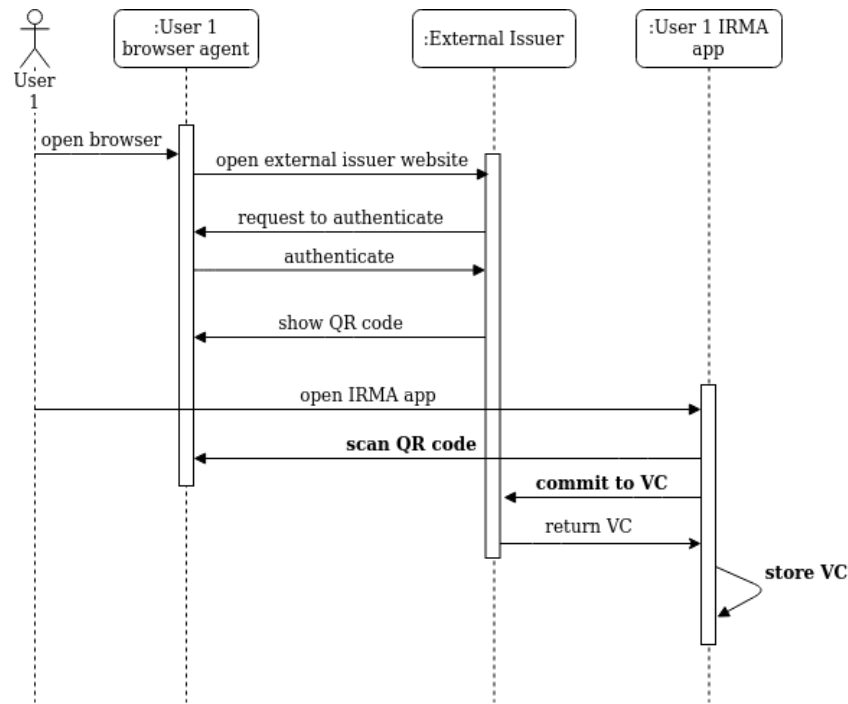 :User 1
browser agent
:External Issuer
:User 1 IRMA
app
User
1
open browser
open external issuer website
request to authenticate
authenticate
show QR code
open IRMA app
scan QR code
commit to VC
return VC
store VC